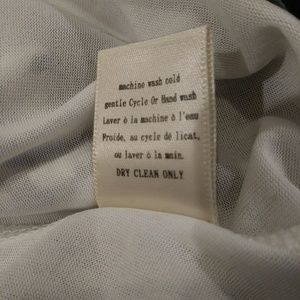 machine wash cold
gentle Cycle Or Hand wash
Laver à la machine à l'eau
Froide, au cycle dé licat,
ou laver à la main.
DRY CLEAN ONLY